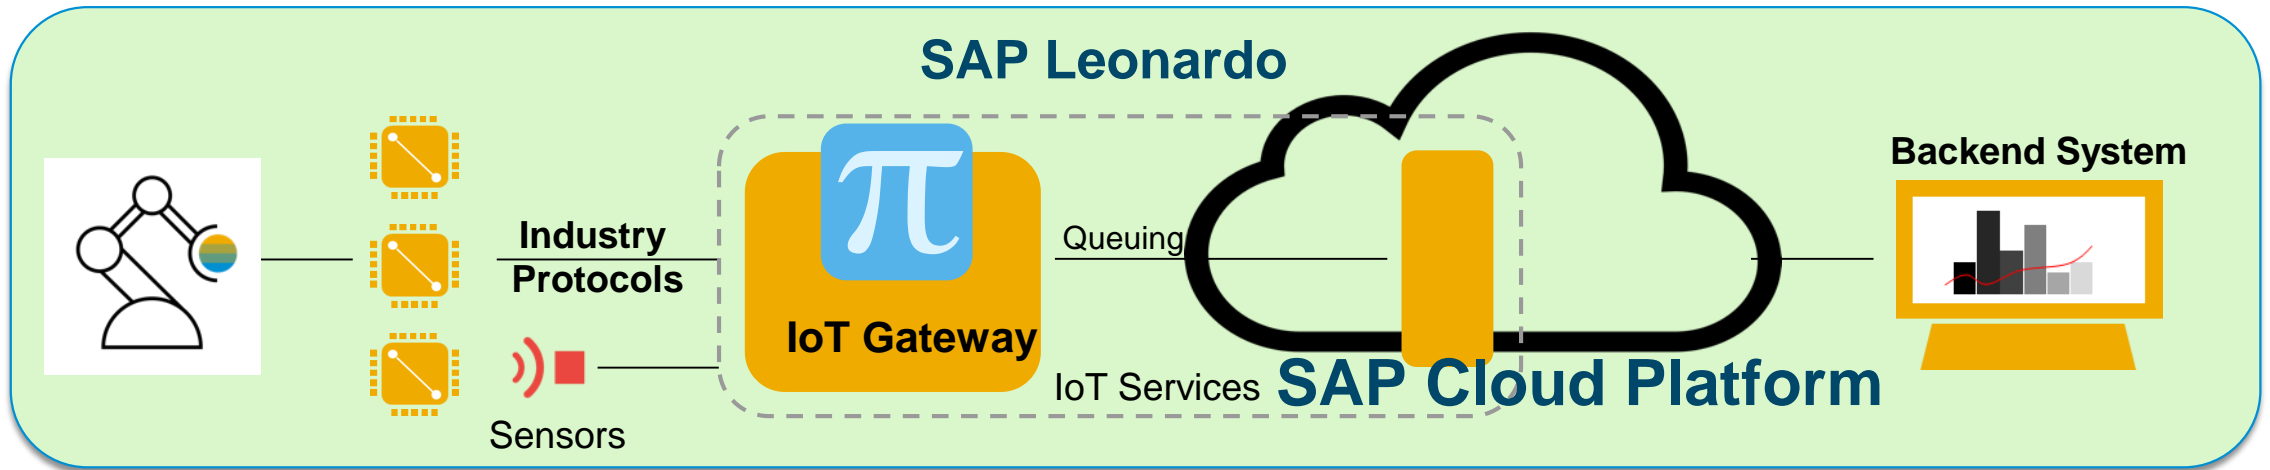 SAP Leonardo
Backend System
Industry
Protocols
π
Queuing
IoT Gateway
IoT Services
SAP Cloud Platform
Sensors